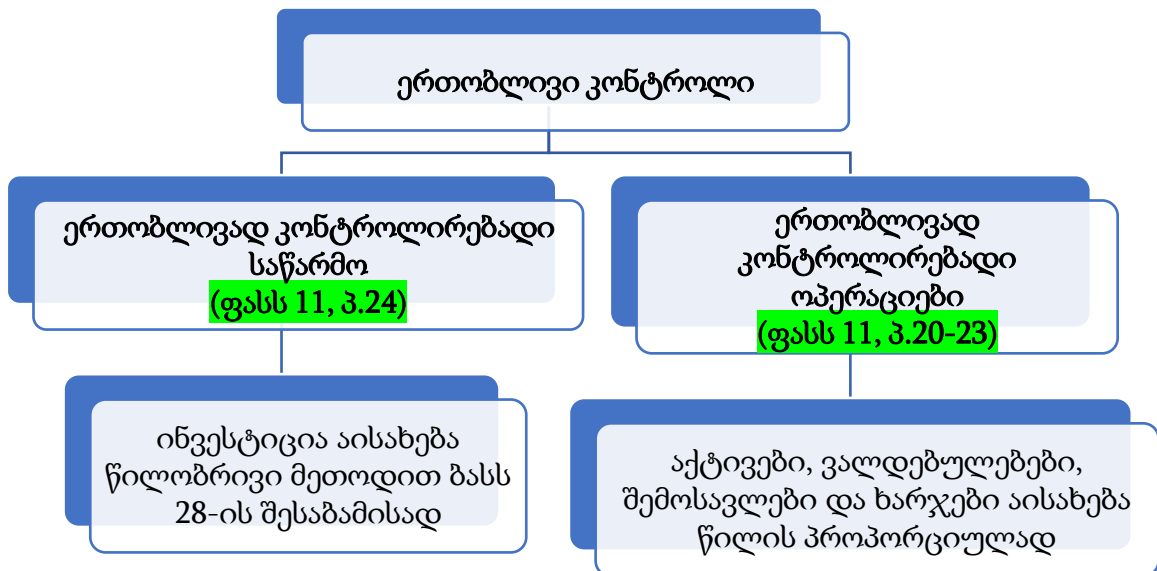 ერთობლივი კონტროლი
ერთობლივად კონტროლირებადი
საწარმო
(ფასს 11, პ.24)
ერთობლივად
კონტროლირებადი
ოპერაციები
(ფასს 11, პ.20-23)
ინვესტიცია აისახება
წილობრივი მეთოდით ბასს
28-ის შესაბამისად
აქტივები, ვალდებულებები,
შემოსავლები და ხარჯები აისახება
წილის პროპორციულად